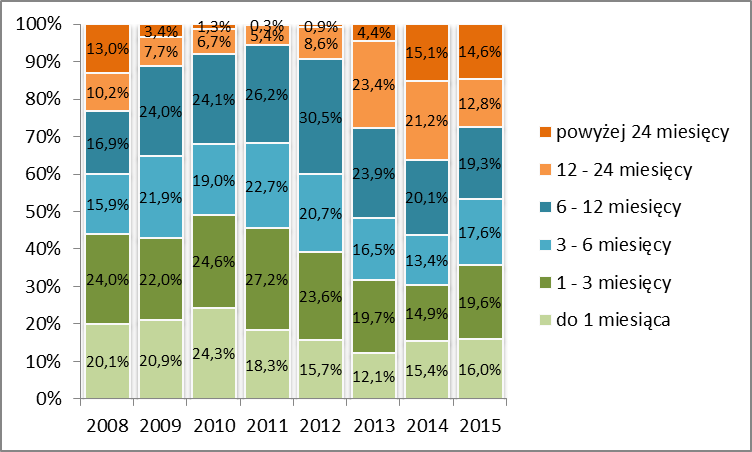 100%
90%
80%
70%
60%
50%
40%
30%
20%
10%
0%
13,0% 3,4% 1,3% 0,3% 0,9% 4,4% 15,1% 14,6%
10,2% 7,7% 6,7% 5,4% 8,6% 23,4% 21,2% 12,8%
16,9% 24,0% 24,1% 26,2% 30,5% 23,9% 20,1% 19,3%
15,9% 21,9% 19,0% 22,7% 20,7% 16,5% 13,4% 17,6%
24,0% 22,0% 24,6% 27,2% 23,6% 19,7% 14,9% 19,6%
20,1% 20,9% 24,3% 18,3% 15,7% 12,1% 15,4% 16,0%
2008 2009 2010 2011 2012 2013 2014 2015
powyżej 24 miesięcy
12 - 24 miesięcy
6 - 12 miesięcy
3 - 6 miesięcy
1 - 3 miesięcy
do 1 miesiąca